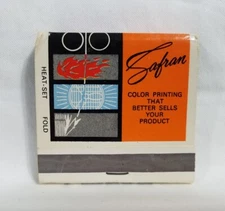 Safran
COLOR PRINTING
THAT
BETTER SELLS
YOUR
PRODUCT
HEAT-SET
FOLD